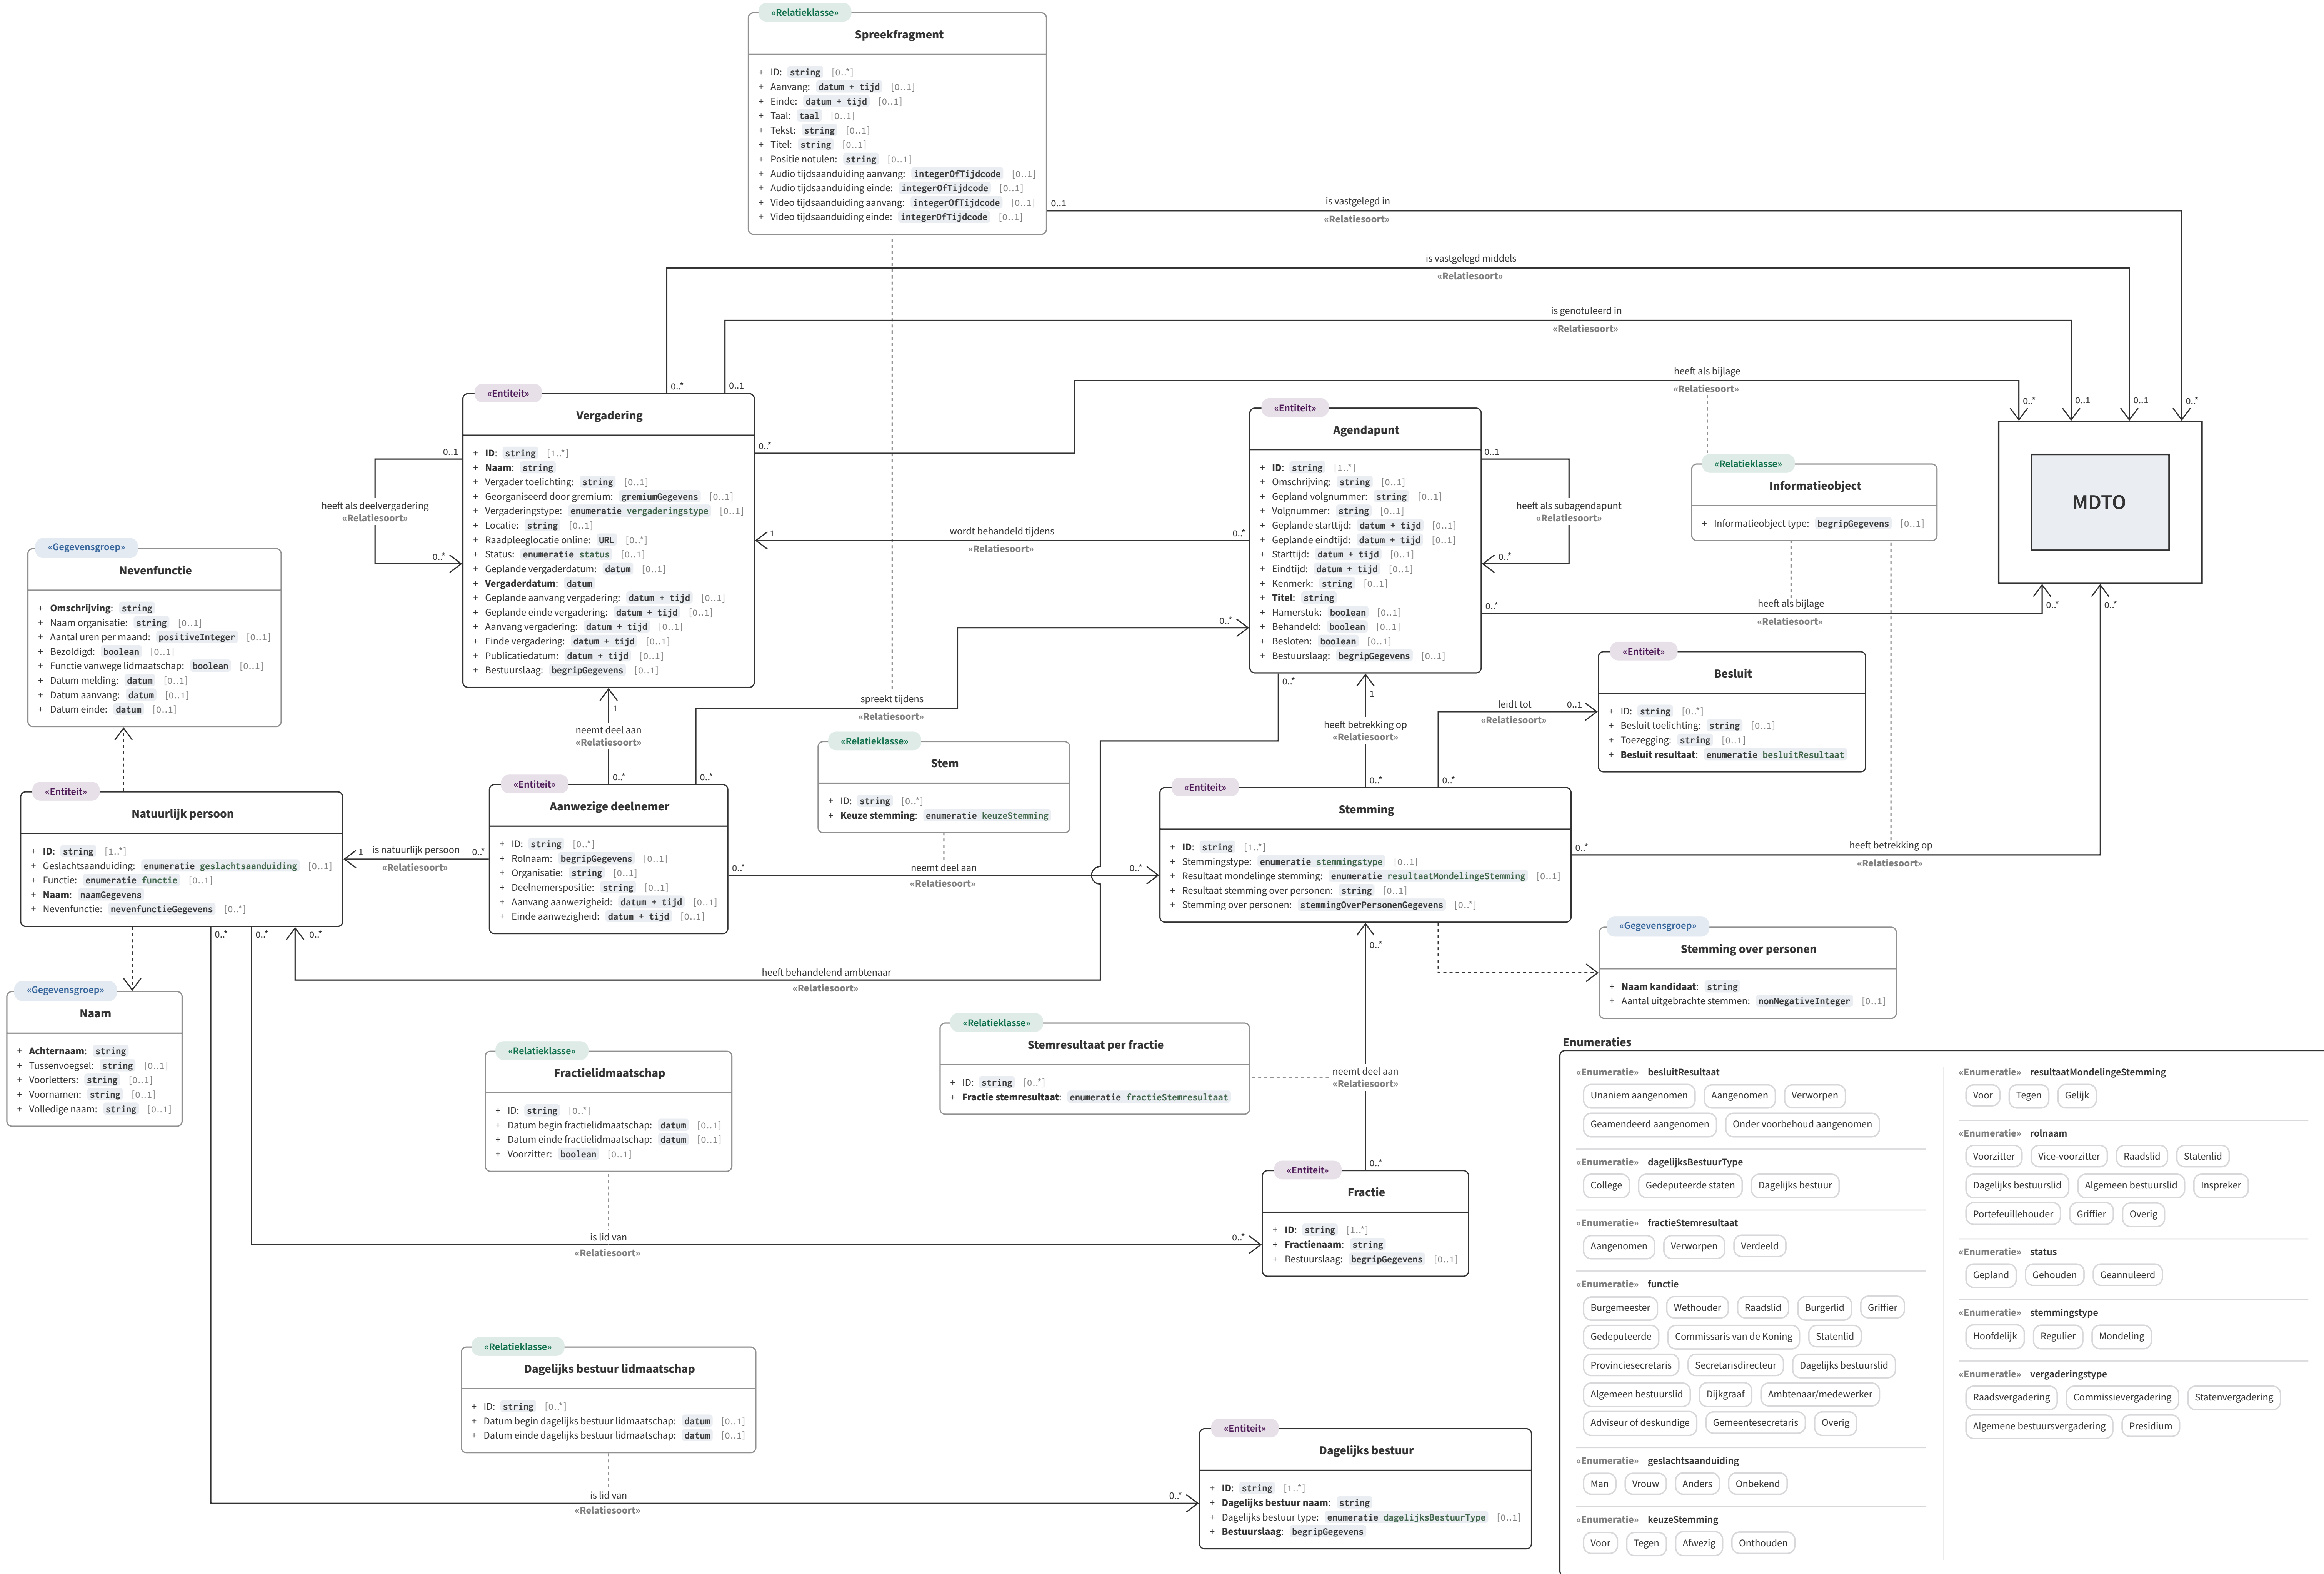 «Relatieklasse»
Spreekfragment
+ ID: string [0..*]
+ Aanvang: datum + tijd [0..1]
+ Einde: datum + tijd [0..1]
+ Taal: taal [0..1]
+ Tekst: string [0..1]
+ Titel: string [0..1]
+ Positie notulen: string [0..1]
+ Audio tijdsaanduiding aanvang: integerOfTijdcode [0..1]
+ Audio tijdsaanduiding einde: integerOfTijdcode [0..1]
+ Video tijdsaanduiding aanvang: integerOfTijdcode [0..1]
+ Video tijdsaanduiding einde: integerOfTijdcode [0..1]
0..1
is vastgelegd in
«Relatiesoort»
is vastgelegd middels
«Relatiesoort»
is genotuleerd in
«Relatiesoort»
heeft als bijlage
«Relatiesoort»
0..*
0..1
0..*
0..1
0..1
0..*
«Entiteit»
Vergadering
+ ID: string [1..*]
+ Naam: string
+ Vergader toelichting: string [0..1]
+ Georganiseerd door gremium: gremiumGegevens [0..1]
+ Vergaderingstype: enumeratie vergaderingstype [0..1]
+ Locatie: string [0..1]
+ Raadpleeglocatie online: URL [0..*]
+ Status: enumeratie status [0..1]
+ Geplande vergaderdatum: datum [0..1]
+ Vergaderdatum: datum
+ Geplande aanvang vergadering: datum + tijd [0..1]
+ Geplande einde vergadering: datum + tijd [0..1]
+ Aanvang vergadering: datum + tijd [0..1]
+ Einde vergadering: datum + tijd [0..1]
+ Publicatiedatum: datum + tijd [0..1]
+ Bestuurslaag: begripGegevens [0..1]
0..*
0..1
heeft als deelvergadering
«Relatiesoort»
0..*
1
wordt behandeld tijdens
«Relatiesoort»
0..*
«Entiteit»
Agendapunt
+ ID: string [1..*]
+ Omschrijving: string [0..1]
+ Gepland volgnummer: string [0..1]
+ Volgnummer: string [0..1]
+ Geplande starttijd: datum + tijd [0..1]
+ Geplande eindtijd: datum + tijd [0..1]
+ Starttijd: datum + tijd [0..1]
+ Eindtijd: datum + tijd [0..1]
+ Kenmerk: string [0..1]
+ Titel: string
+ Hamerstuk: boolean [0..1]
+ Behandeld: boolean [0..1]
+ Besloten: boolean [0..1]
+ Bestuurslaag: begripGegevens [0..1]
0..1
heeft als subagendapunt
«Relatiesoort»
0..*
0..*
heeft als bijlage
«Relatiesoort»
0..*
0..*
«Relatieklasse»
Informatieobject
+ Informatieobject type: begripGegevens [0..1]
MDTO
«Gegevensgroep»
Nevenfunctie
+ Omschrijving: string
+ Naam organisatie: string [0..1]
+ Aantal uren per maand: positiveInteger [0..1]
+ Bezoldigd: boolean [0..1]
+ Functie vanwege lidmaatschap: boolean [0..1]
+ Datum melding: datum [0..1]
+ Datum aanvang: datum [0..1]
+ Datum einde: datum [0..1]
1
neemt deel aan
«Relatiesoort»
0..*
spreekt tijdens
«Relatiesoort»
0..*
0..*
0..*
1
heeft betrekking op
«Relatiesoort»
0..*
leidt tot
«Relatiesoort»
0..1
0..*
«Entiteit»
Besluit
+ ID: string [0..*]
+ Besluit toelichting: string [0..1]
+ Toezegging: string [0..1]
+ Besluit resultaat: enumeratie besluitResultaat
«Relatieklasse»
Stem
+ ID: string [0..*]
+ Keuze stemming: enumeratie keuzeStemming
«Entiteit»
Natuurlijk persoon
+ ID: string [1..*]
+ Geslachtsaanduiding: enumeratie geslachtsaanduiding [0..1]
+ Functie: enumeratie functie [0..1]
+ Naam: naamGegevens
+ Nevenfunctie: nevenfunctieGegevens [0..*]
1
is natuurlijk persoon
«Relatiesoort»
0..*
«Entiteit»
Aanwezige deelnemer
+ ID: string [0..*]
+ Rolnaam: begripGegevens [0..1]
+ Organisatie: string [0..1]
+ Deelnemerspositie: string [0..1]
+ Aanvang aanwezigheid: datum + tijd [0..1]
+ Einde aanwezigheid: datum + tijd [0..1]
0..*
neemt deel aan
«Relatiesoort»
0..*
«Entiteit»
Stemming
+ ID: string [1..*]
+ Stemmingstype: enumeratie stemmingstype [0..1]
+ Resultaat mondelinge stemming: enumeratie resultaatMondelingeStemming [0..1]
+ Resultaat stemming over personen: string [0..1]
+ Stemming over personen: stemmingOverPersonenGegevens [0..*]
0..*
heeft betrekking op
«Relatiesoort»
«Gegevensgroep»
Stemming over personen
+ Naam kandidaat: string
+ Aantal uitgebrachte stemmen: nonNegativeInteger [0..1]
0..*
0..*
0..*
heeft behandelend ambtenaar
«Relatiesoort»
«Gegevensgroep»
Naam
+ Achternaam: string
+ Tussenvoegsel: string [0..1]
+ Voorletters: string [0..1]
+ Voornamen: string [0..1]
+ Volledige naam: string [0..1]
«Relatieklasse»
Fractielidmaatschap
+ ID: string [0..*]
+ Datum begin fractielidmaatschap: datum [0..1]
+ Datum einde fractielidmaatschap: datum [0..1]
+ Voorzitter: boolean [0..1]
«Relatieklasse»
Stemresultaat per fractie
+ ID: string [0..*]
+ Fractie stemresultaat: enumeratie fractieStemresultaat
0..*
neemt deel aan
«Relatiesoort»
0..*
is lid van
«Relatiesoort»
0..*
«Entiteit»
Fractie
+ ID: string [1..*]
+ Fractienaam: string
+ Bestuurslaag: begripGegevens [0..1]
«Relatieklasse»
Dagelijks bestuur lidmaatschap
+ ID: string [0..*]
+ Datum begin dagelijks bestuur lidmaatschap: datum [0..1]
+ Datum einde dagelijks bestuur lidmaatschap: datum [0..1]
is lid van
«Relatiesoort»
0..*
«Entiteit»
Dagelijks bestuur
+ ID: string [1..*]
+ Dagelijks bestuur naam: string
+ Dagelijks bestuur type: enumeratie dagelijksBestuurType [0..1]
+ Bestuurslaag: begripGegevens
Enumeraties
«Enumeratie» besluitResultaat
Unaniem aangenomen Aangenomen Verworpen
Geamendeerd aangenomen Onder voorbehoud aangenomen
«Enumeratie» dagelijksBestuurType
College Gedeputeerde staten Dagelijks bestuur
«Enumeratie» fractieStemresultaat
Aangenomen Verworpen Verdeeld
«Enumeratie» functie
Burgemeester Wethouder Raadslid Burgerlid Griffier
Gedeputeerde Commissaris van de Koning Statenlid
Provinciesecretaris Secretarisdirecteur Dagelijks bestuurslid
Algemeen bestuurslid Dijkgraaf Ambtenaar/medewerker
Adviseur of deskundige Gemeentesecretaris Overig
«Enumeratie» geslachtsaanduiding
Man Vrouw Anders Onbekend
«Enumeratie» keuzeStemming
Voor Tegen Afwezig Onthouden
«Enumeratie» resultaatMondelingeStemming
Voor Tegen Gelijk
«Enumeratie» rolnaam
Voorzitter Vice-voorzitter Raadslid Statenlid
Dagelijks bestuurslid Algemeen bestuurslid Inspreker
Portefeuillehouder Griffier Overig
«Enumeratie» status
Gepland Gehouden Geannuleerd
«Enumeratie» stemmingstype
Hoofdelijk Regulier Mondeling
«Enumeratie» vergaderingstype
Raadsvergadering Commissievergadering Statenvergadering
Algemene bestuursvergadering Presidium